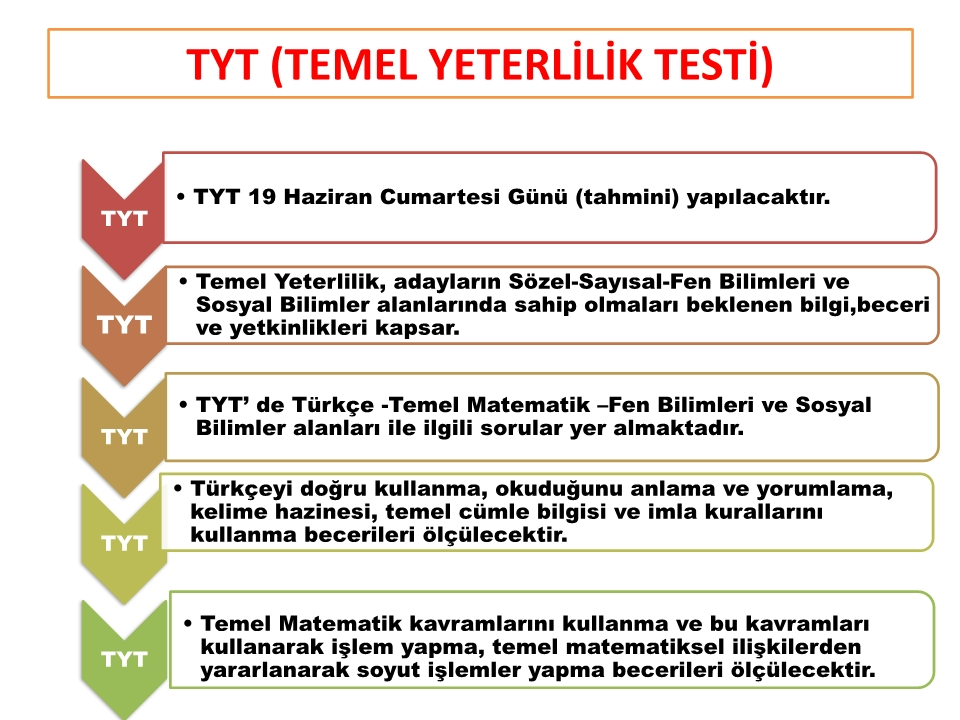 TYT (TEMEL YETERLİLİK TESTİ)
TYT
• TYT 19 Haziran Cumartesi Günü (tahmini) yapılacaktır.
TYT
• Temel Yeterlilik, adayların Sözel-Sayısal-Fen Bilimleri ve
Sosyal Bilimler alanlarında sahip olmaları beklenen bilgi,beceri
ve yetkinlikleri kapsar.
TYT
• TYT’ de Türkçe -Temel Matematik –Fen Bilimleri ve Sosyal
Bilimler alanları ile ilgili sorular yer almaktadır.
TYT
• Türkçeyi doğru kullanma, okuduğunu anlama ve yorumlama,
kelime hazinesi, temel cümle bilgisi ve imla kurallarını
kullanma becerileri ölçülecektir.
TYT
• Temel Matematik kavramlarını kullanma ve bu kavramları
kullanarak işlem yapma, temel matematiksel ilişkilerden
yararlanarak soyut işlemler yapma becerileri ölçülecektir.